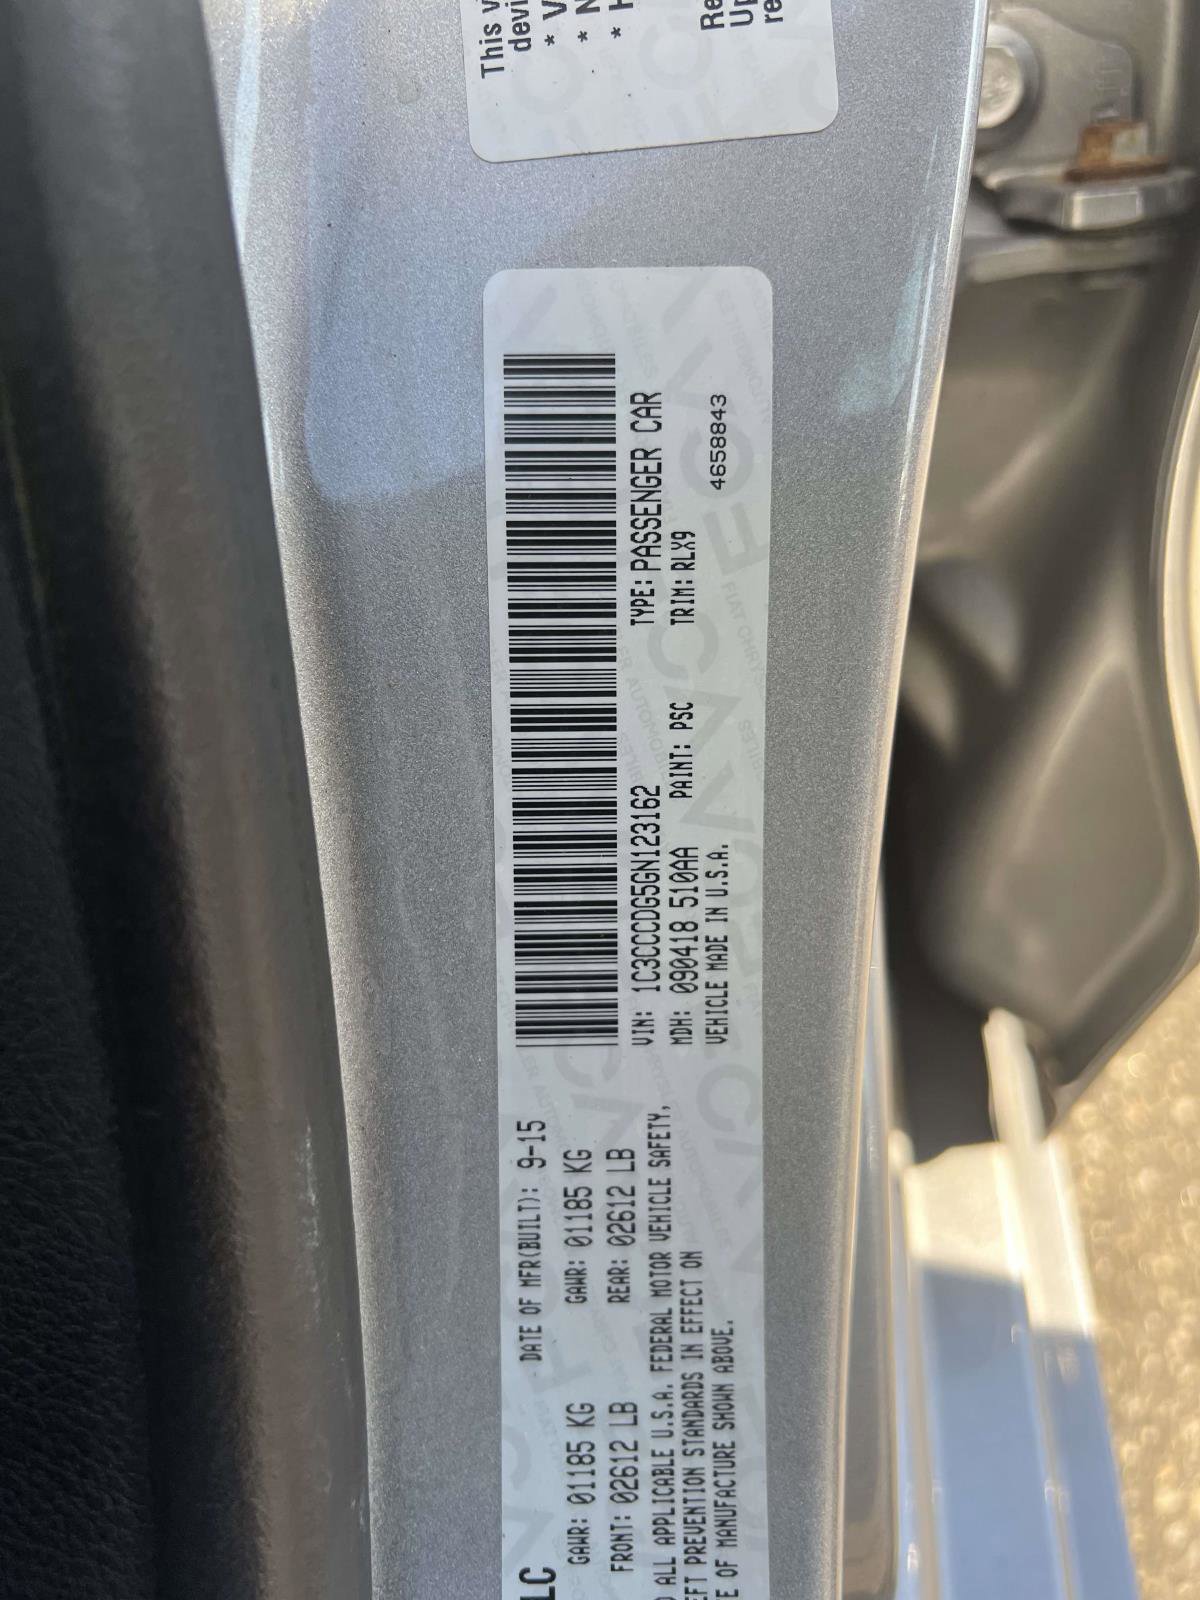 This v
devi
* V
* N
* H
Re
Up
re
LC
DATE OF MFR(BUILT): 9-15
GAWR: 01185 KG GAWR: 01185 KG
FRONT: 02612 LB REAR: 02612 LB
ALL APPLICABLE U.S.A. FEDERAL MOTOR VEHICLE SAFETY,
EFT PREVENTION STANDARDS IN EFFECT ON
TE OF MANUFACTURE SHOWN ABOVE.
VIN: 1C3CCCDG5GN123162 TYPE: PASSENGER CAR
MDH: 090418 510AA PAINT: PSC TRIM: RLX9
VEHICLE MADE IN U.S.A. 4658843